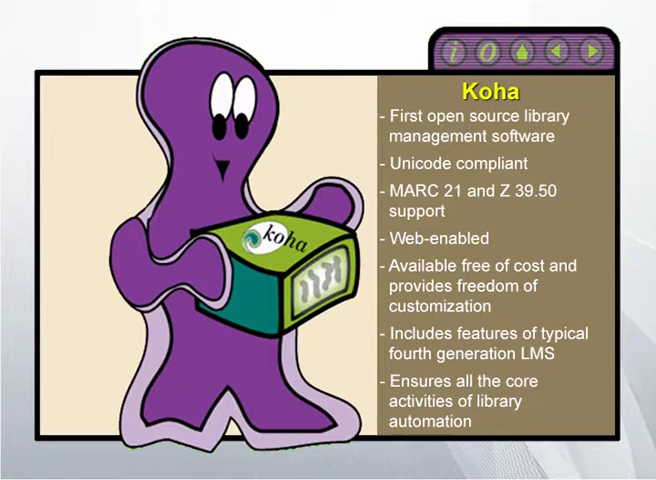 i O
Koha
- First open source library
management software
- Unicode compliant
- MARC 21 and Z 39.50
support
- Web-enabled
- Available free of cost and
provides freedom of
customization
- Includes features of typical
fourth generation LMS
- Ensures all the core
activities of library
automation
koha